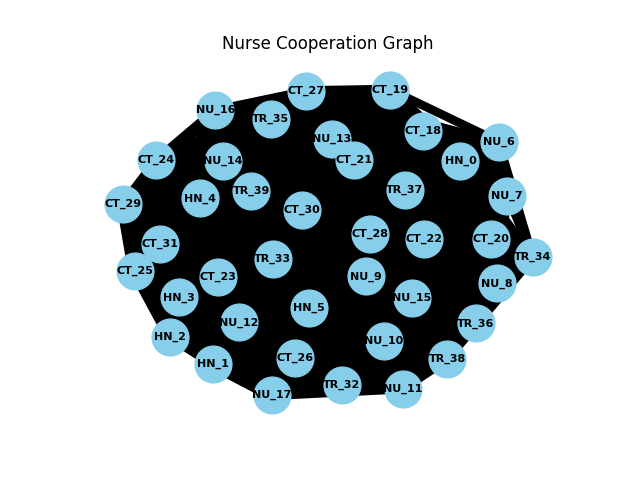 Nurse Cooperation Graph
CT_27
CT_19
NU_16
TR_35
CT_18
NU_13
NU_6
CT_24
NU_14
CT_21
HN_0
HN_4
TR_39
TR_37
NU_7
CT_29
CT_30
CT_31
CT_28
CT_22
CT_20
TR_33
TR_34
CT_25
CT_23
NU_9
NU_8
HN_3
NU_15
HN_5
NU_12
TR_36
HN_2
NU_10
HN_1
CT_26
TR_38
NU_17
TR_32
NU_11